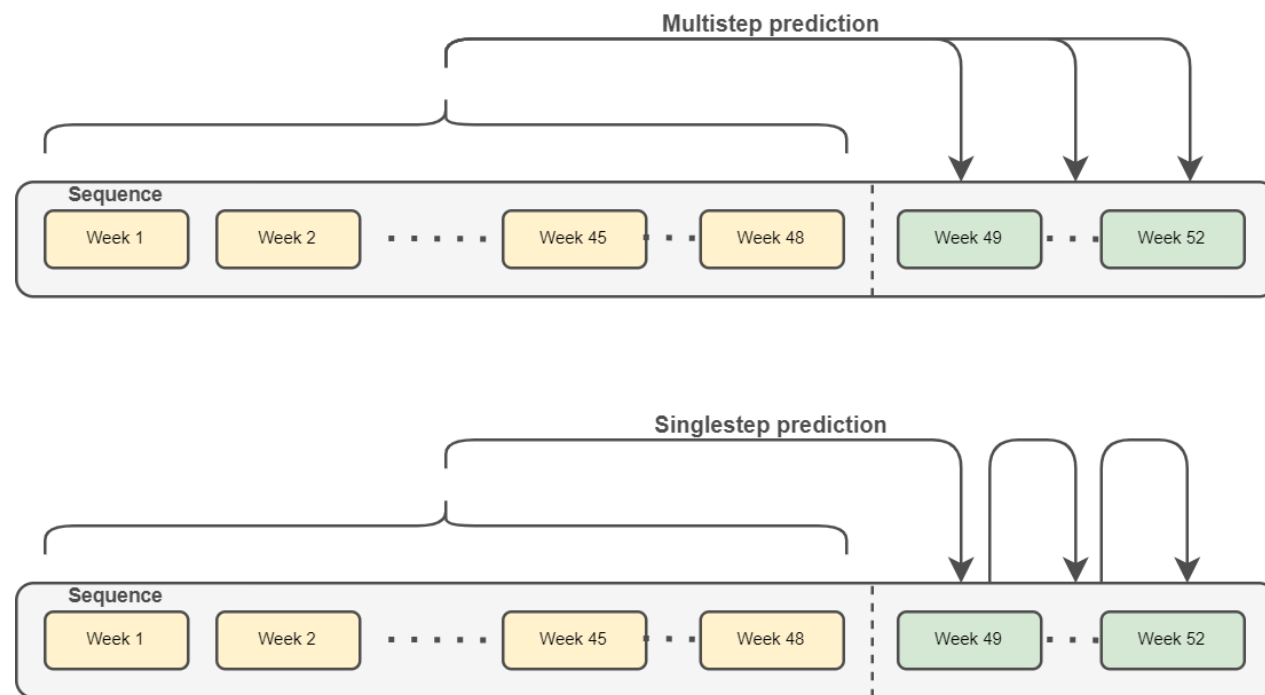 Multistep prediction
Sequence
Week 1 Week 2 Week 45 Week 48 Week 49 Week 52
Singlestep prediction
Sequence
Week 1 Week 2 Week 45 Week 48 Week 49 Week 52